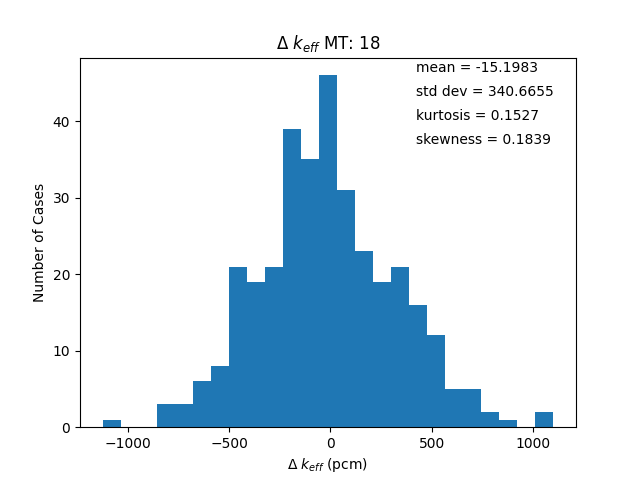 Δ k_eff MT: 18
mean = -15.1983
std dev = 340.6655
kurtosis = 0.1527
skewness = 0.1839
Number of Cases
40
30
20
10
0
−1000 −500 0 500 1000
Δ k_eff (pcm)